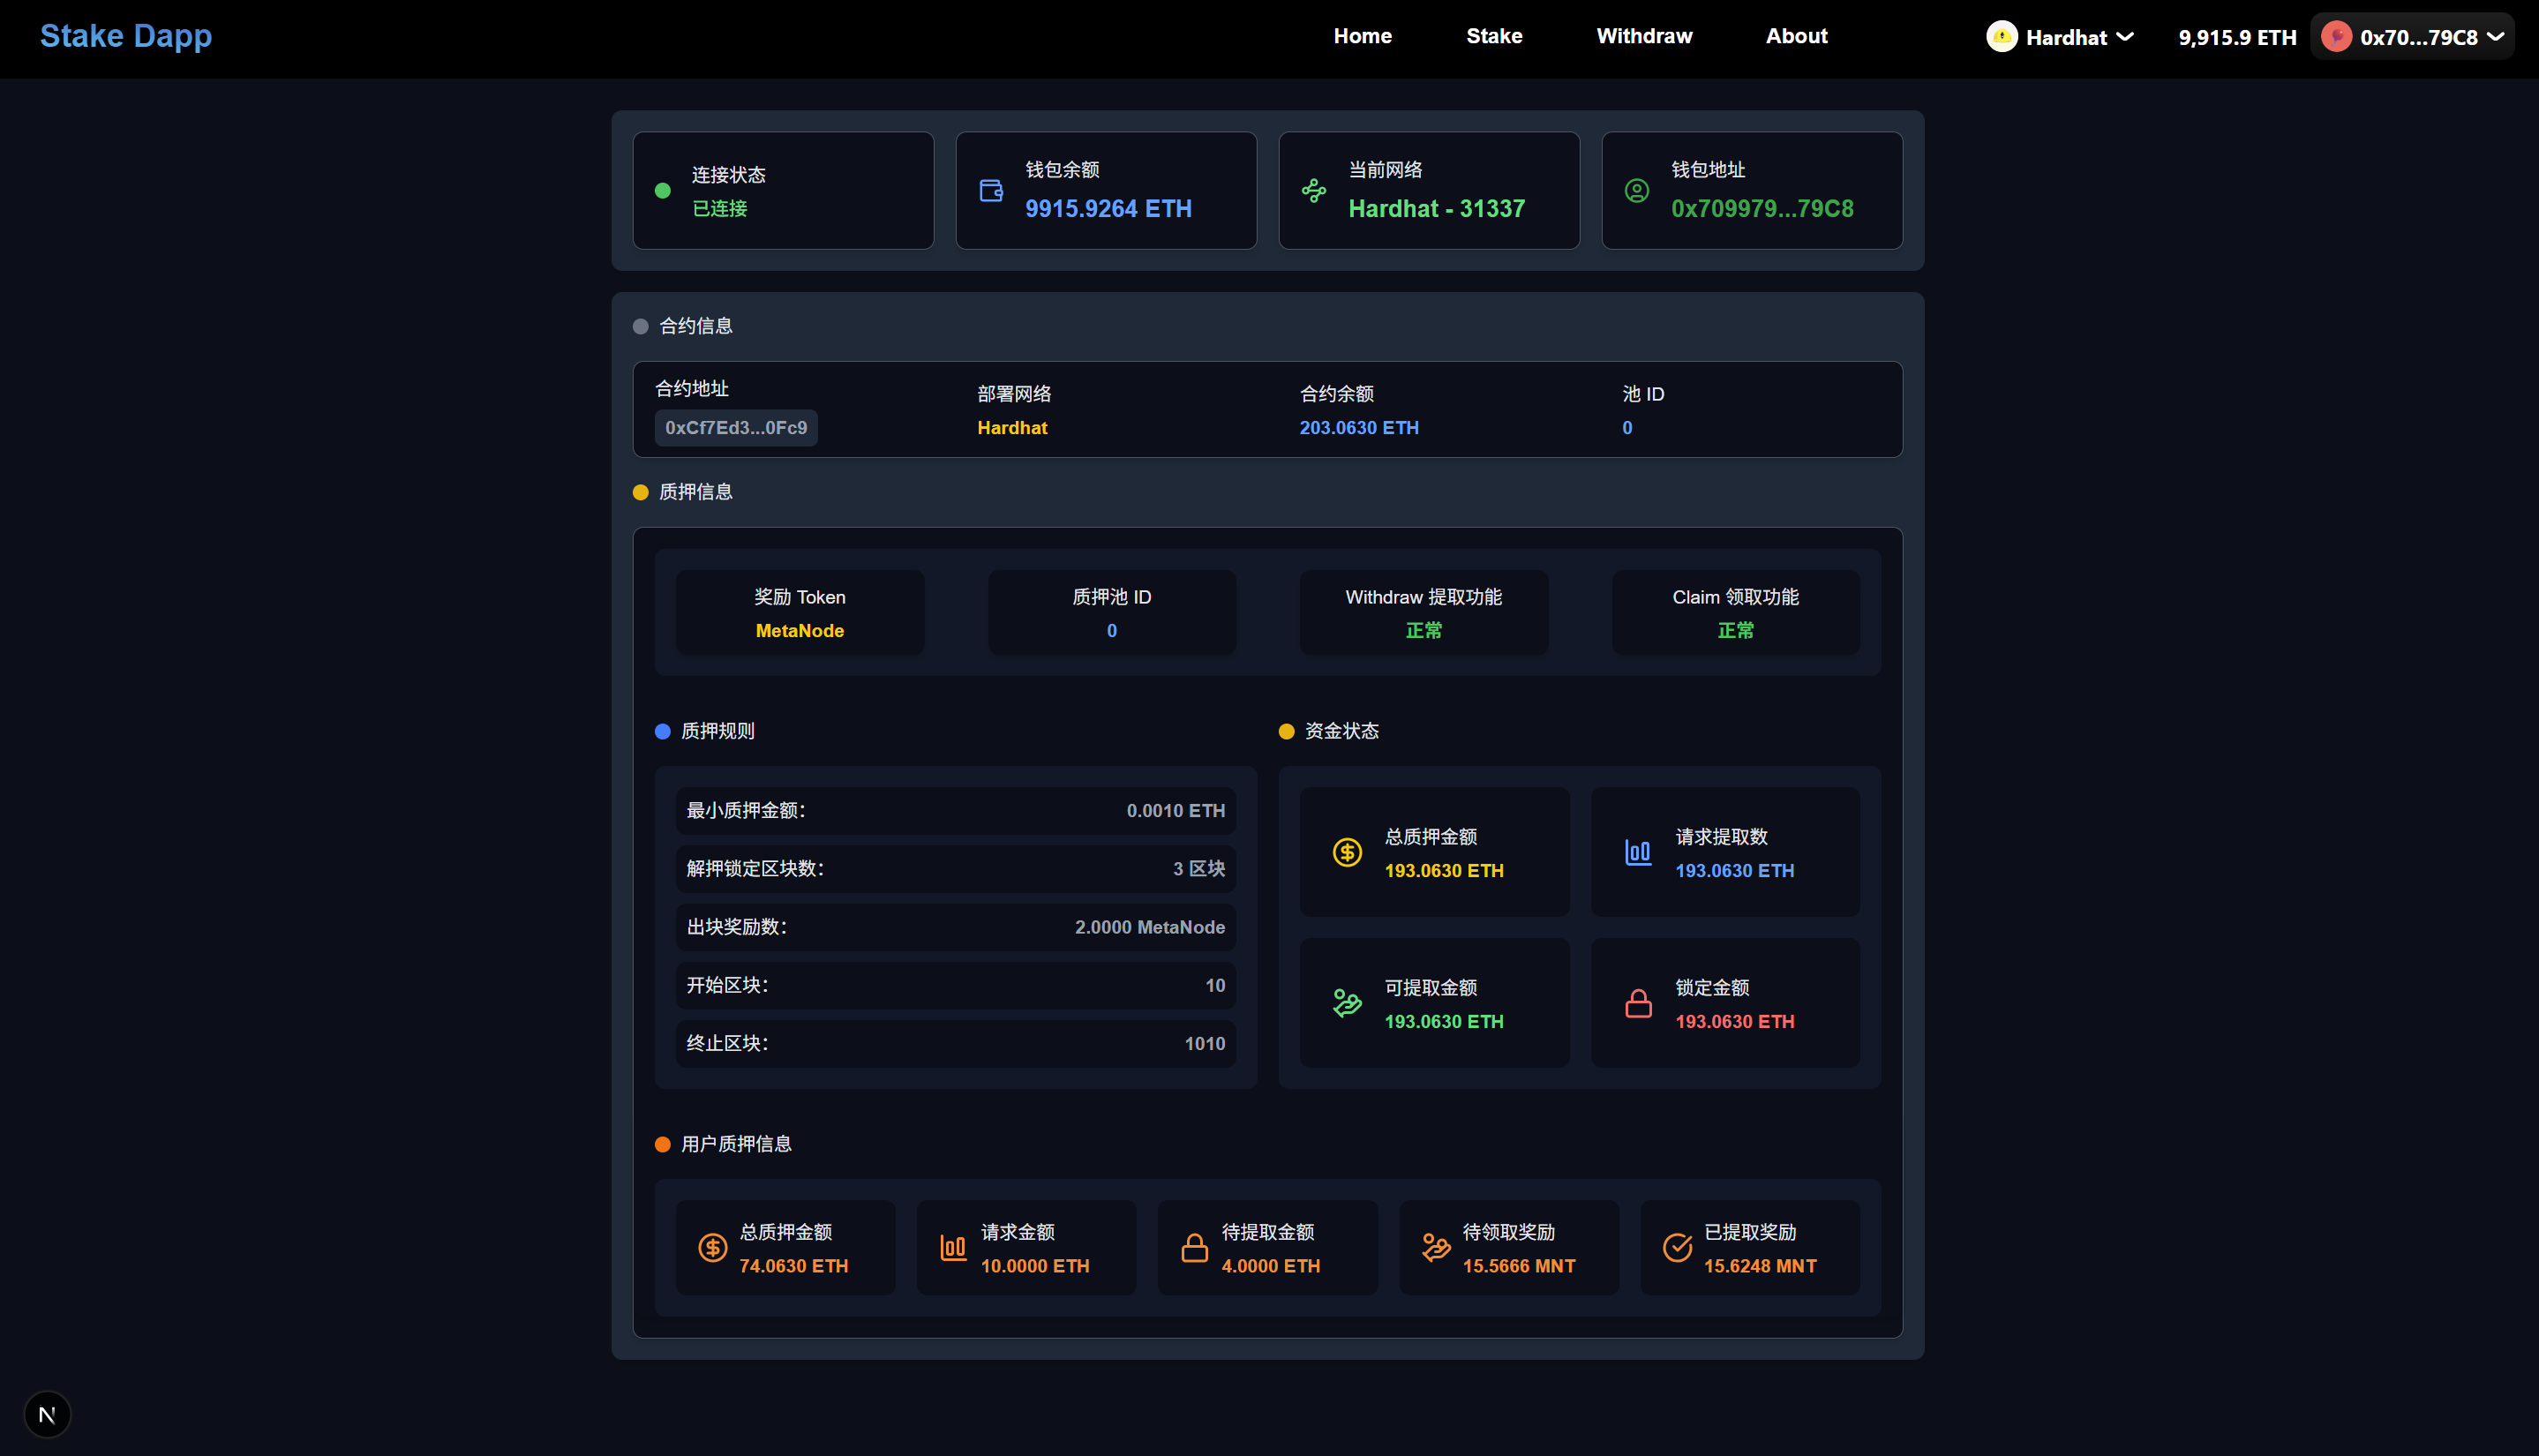 Stake Dapp
Home
Stake
Withdraw
About
Hardhat
9,915.9 ETH
0x70...79C8
连接状态
已连接
钱包余额
9915.9264 ETH
当前网络
Hardhat - 31337
钱包地址
0x709979...79C8
合约信息
合约地址
0xCf7Ed3...0Fc9
部署网络
Hardhat
合约余额
203.0630 ETH
池 ID
0
质押信息
奖励 Token
MetaNode
质押池 ID
0
Withdraw 提取功能
正常
Claim 领取功能
正常
质押规则
最小质押金额:
0.0010 ETH
解押锁定区块数:
3 区块
出块奖励数:
2.0000 MetaNode
开始区块:
10
终止区块:
1010
资金状态
总质押金额
193.0630 ETH
请求提取数
193.0630 ETH
可提取金额
193.0630 ETH
锁定金额
193.0630 ETH
用户质押信息
总质押金额
74.0630 ETH
请求金额
10.0000 ETH
待提取金额
4.0000 ETH
待领取奖励
15.5666 MNT
已提取奖励
15.6248 MNT
N